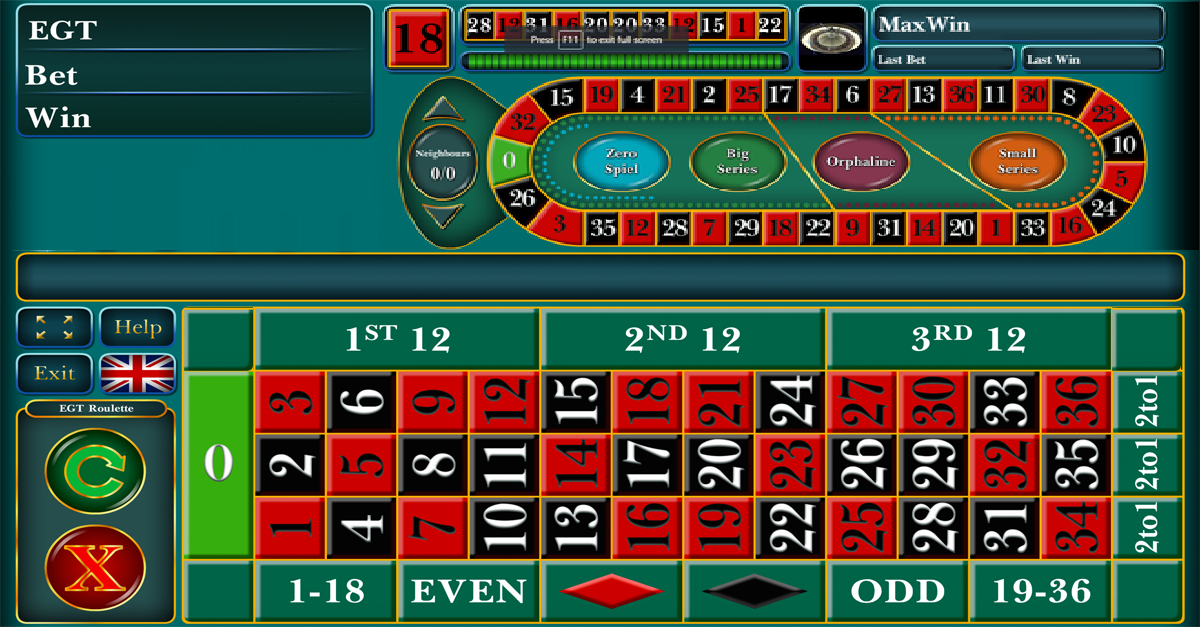 EGT
Bet
Win
18
28 12 31 16 20 20 33 12 15 1 22
Press F11 to exit full screen
MaxWin
Last Bet Last Win
15 19 4 21 2 25 17 34 6 27 13 36 11 30 8
32 23
10
Neighbours
0/0
0
Zero
Spiel
Big
Series
Orphaline
Small
Series
5
26 24
3 35 12 28 7 29 18 22 9 31 14 20 1 33 16
Help
Exit
EGT Roulette
C
X
1ST 12 2ND 12 3RD 12
3 6 9 12 15 18 21 24 27 30 33 36 2to1
0 2 5 8 11 14 17 20 23 26 29 32 35 2to1
1 4 7 10 13 16 19 22 25 28 31 34 2to1
1-18 EVEN ODD 19-36